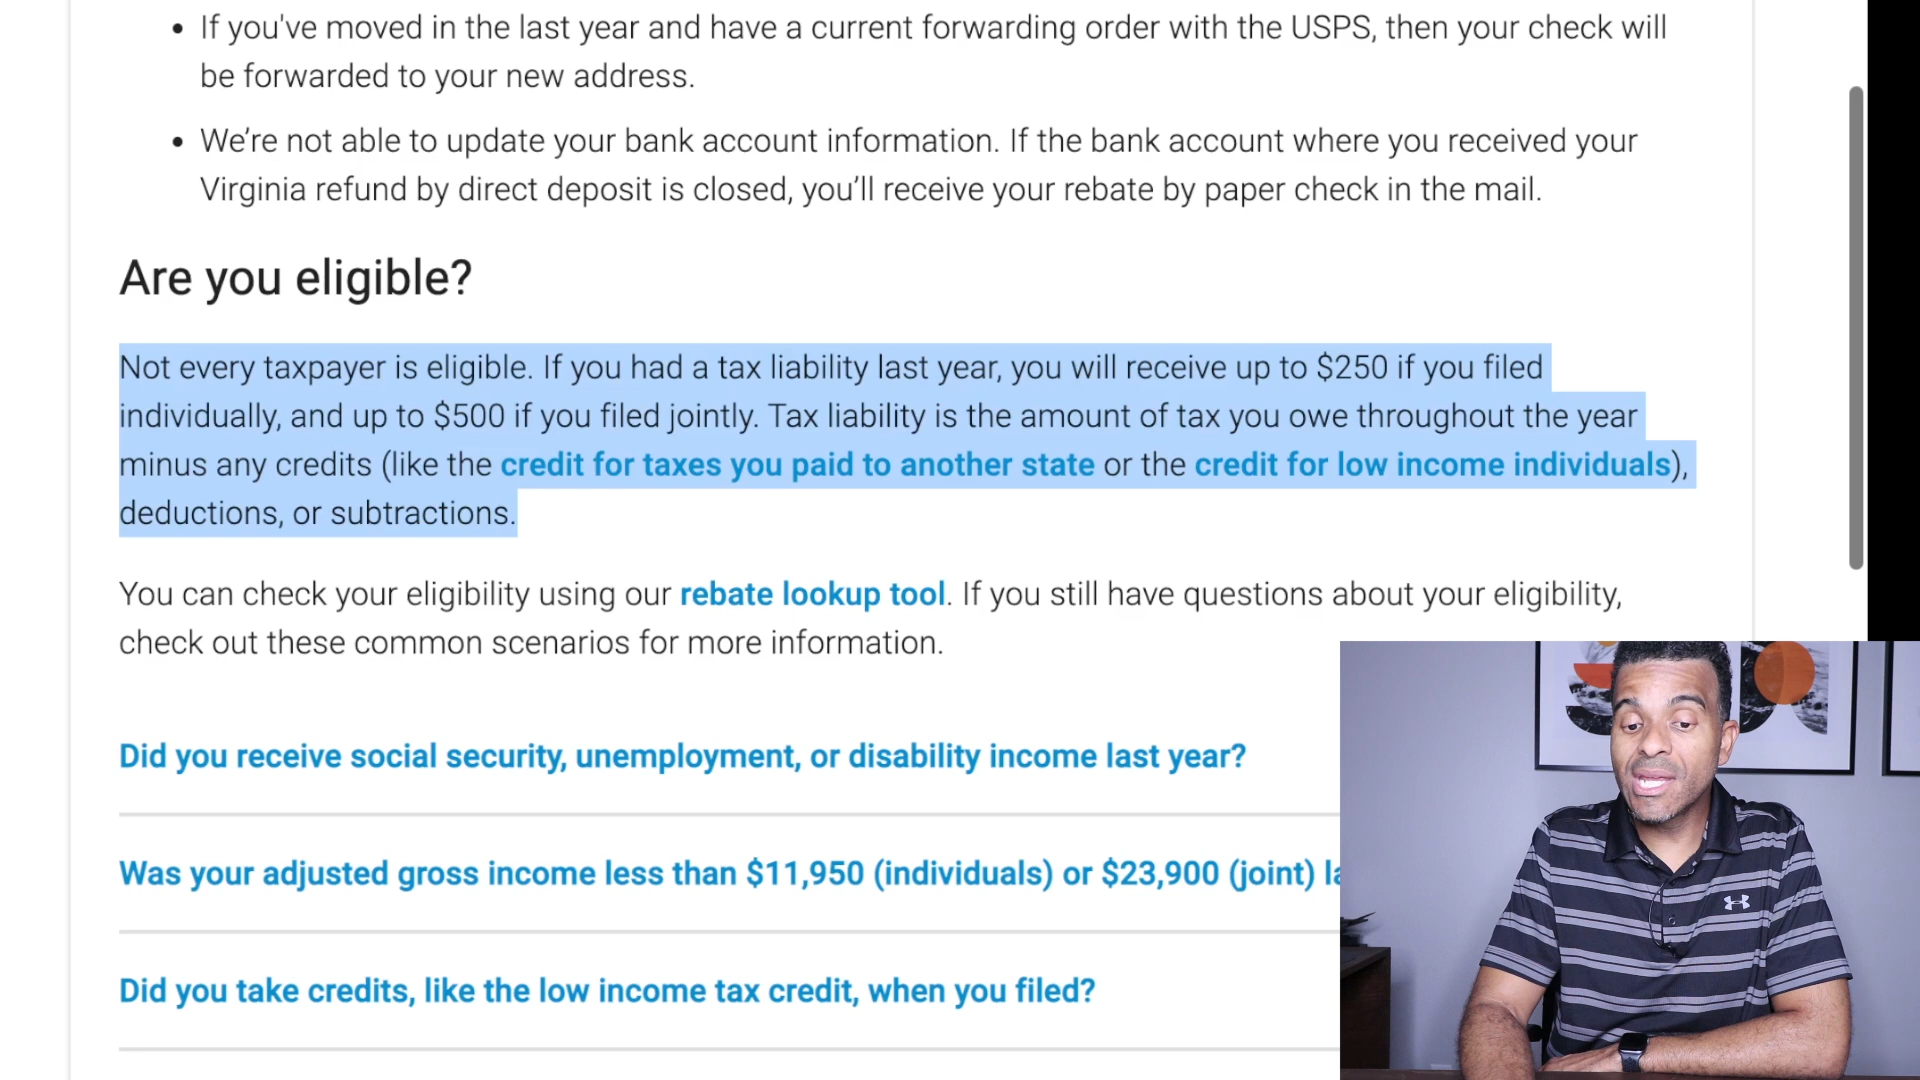 If you've moved in the last year and have a current forwarding order with the USPS, then your check will
be forwarded to your new address.
We're not able to update your bank account information. If the bank account where you received your
Virginia refund by direct deposit is closed, you'll receive your rebate by paper check in the mail.
Are you eligible?
Not every taxpayer is eligible. If you had a tax liability last year, you will receive up to $250 if you filed
individually, and up to $500 if you filed jointly. Tax liability is the amount of tax you owe throughout the year
minus any credits (like the credit for taxes you paid to another state or the credit for low income individuals),
deductions, or subtractions.
You can check your eligibility using our rebate lookup tool. If you still have questions about your eligibility,
check out these common scenarios for more information.
Did you receive social security, unemployment, or disability income last year?
Was your adjusted gross income less than $11,950 (individuals) or $23,900 (joint)
Did you take credits, like the low income tax credit, when you filed?